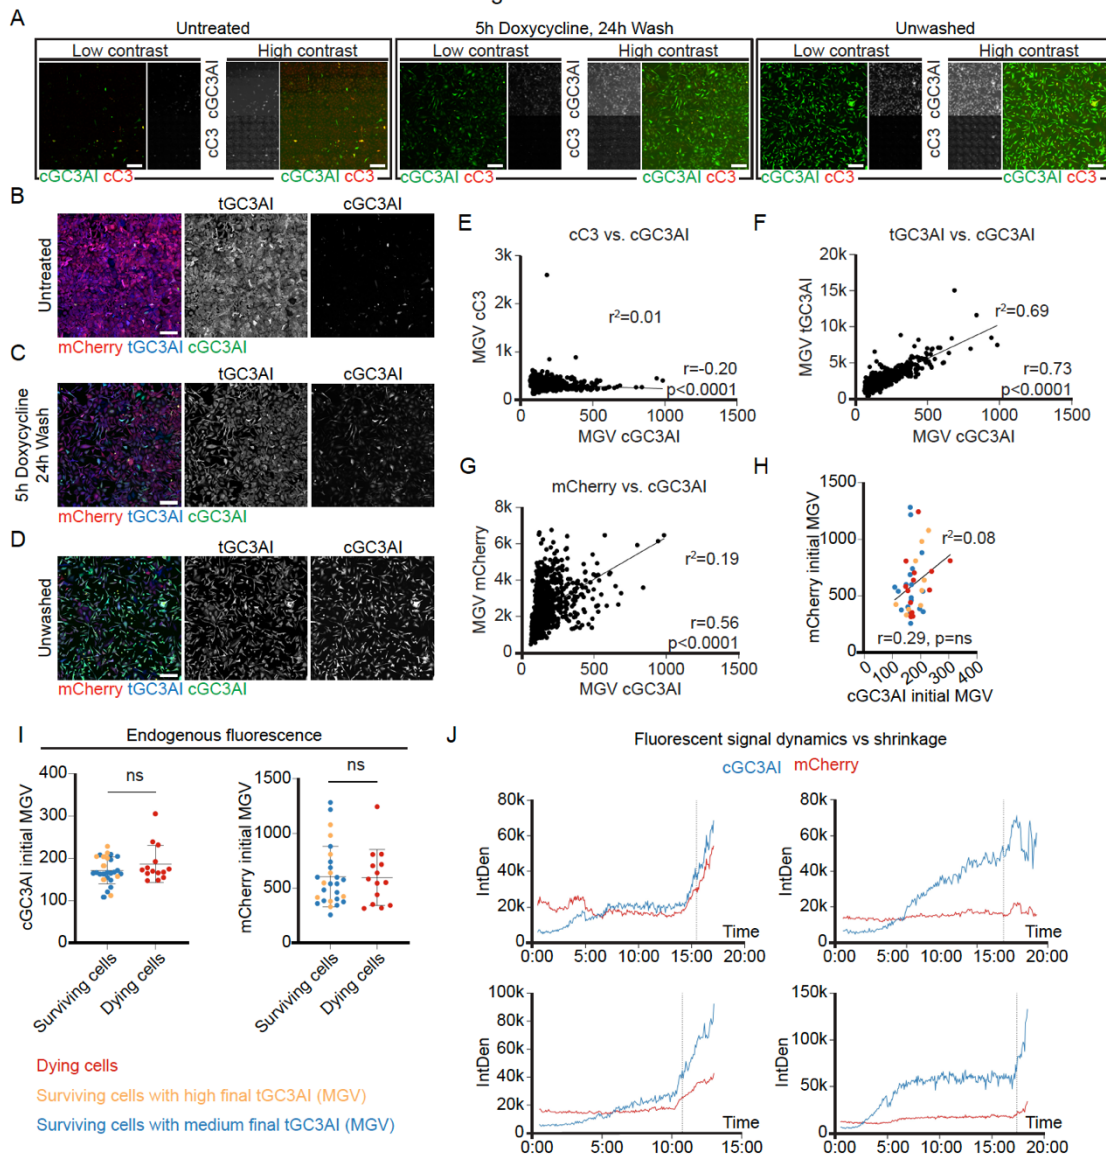 A
Untreated
5h Doxycycline, 24h Wash
Unwashed
Low contrast
High contrast
Low contrast
High contrast
Low contrast
High contrast
cC3 cGC3AI
cC3 cGC3AI
cC3 cGC3AI
cGC3AI cC3
cGC3AI cC3
cGC3AI cC3
cGC3AI cC3
cGC3AI cC3
cGC3AI cC3
B
tGC3AI
cGC3AI
Untreated
mCherry tGC3AI cGC3AI
C
tGC3AI
cGC3AI
5h Doxycycline
24h Wash
mCherry tGC3AI cGC3AI
D
tGC3AI
cGC3AI
Unwashed
mCherry tGC3AI cGC3AI
E
cC3 vs. cGC3AI
3k
2k
1k
0
MGV cC3
r²=0.01
r=-0.20
p<0.0001
0 500 1000 1500
MGV cGC3AI
F
tGC3AI vs. cGC3AI
20k
15k
10k
5k
0
MGV tGC3AI
r²=0.69
r=0.73
p<0.0001
0 500 1000 1500
MGV cGC3AI
G
mCherry vs. cGC3AI
8k
6k
4k
2k
0
MGV mCherry
r²=0.19
r=0.56
p<0.0001
0 500 1000 1500
MGV cGC3AI
H
1500
1000
500
0
mCherry initial MGV
r²=0.08
r=0.29, p=ns
0 100 200 300 400
cGC3AI initial MGV
I
Endogenous fluorescence
400
300
200
100
0
cGC3AI initial MGV
ns
Surviving cells
Dying cells
1500
1000
500
0
mCherry initial MGV
ns
Surviving cells
Dying cells
Dying cells
Surviving cells with high final tGC3AI (MGV)
Surviving cells with medium final tGC3AI (MGV)
J
Fluorescent signal dynamics vs shrinkage
cGC3AI mCherry
80k
60k
40k
20k
0
IntDen
Time
0:00 5:00 10:00 15:00 20:00
80k
60k
40k
20k
0
IntDen
Time
0:00 5:00 10:00 15:00 20:00
100k
80k
60k
40k
20k
0
IntDen
Time
0:00 5:00 10:00 15:00
150k
100k
50k
0
IntDen
Time
0:00 5:00 10:00 15:00 20:00